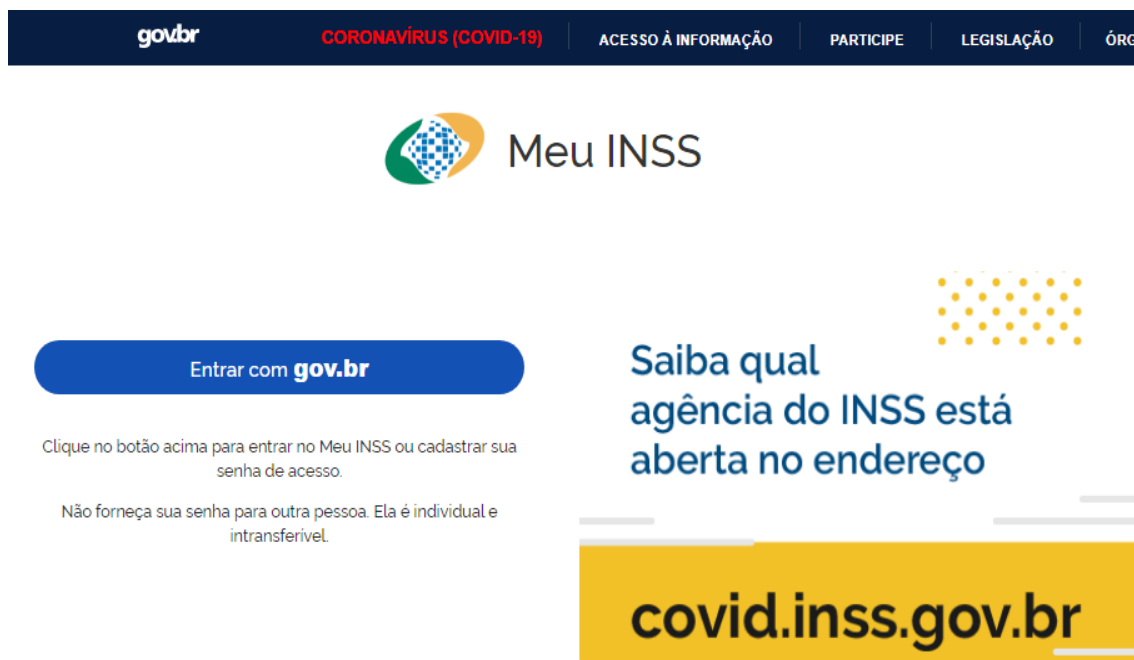 gov.br
CORONAVÍRUS (COVID-19)
ACESSO À INFORMAÇÃO
PARTICIPE
LEGISLAÇÃO
Meu INSS
Entrar com gov.br
Clique no botão acima para entrar no Meu INSS ou cadastrar sua
senha de acesso.
Não forneça sua senha para outra pessoa. Ela é individual e
intransferível.
Saiba qual
agência do INSS está
aberta no endereço
covid.inss.gov.br